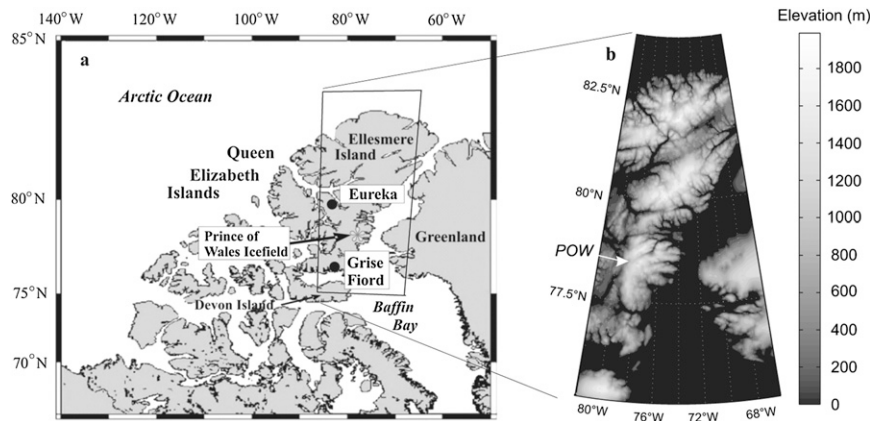 140°W 120°W 100°W 80°W 60°W
85°N
80°N
75°N
70°N
a
Arctic Ocean
Queen
Elizabeth
Islands
Ellesmere
Island
Eureka
Prince of
Wales Icefield
Greenland
Grise
Fiord
Devon Island
Baffin
Bay
b
82.5°N
80°N
POW
77.5°N
80°W 76°W 72°W 68°W
Elevation (m)
1800
1600
1400
1200
1000
800
600
400
200
0